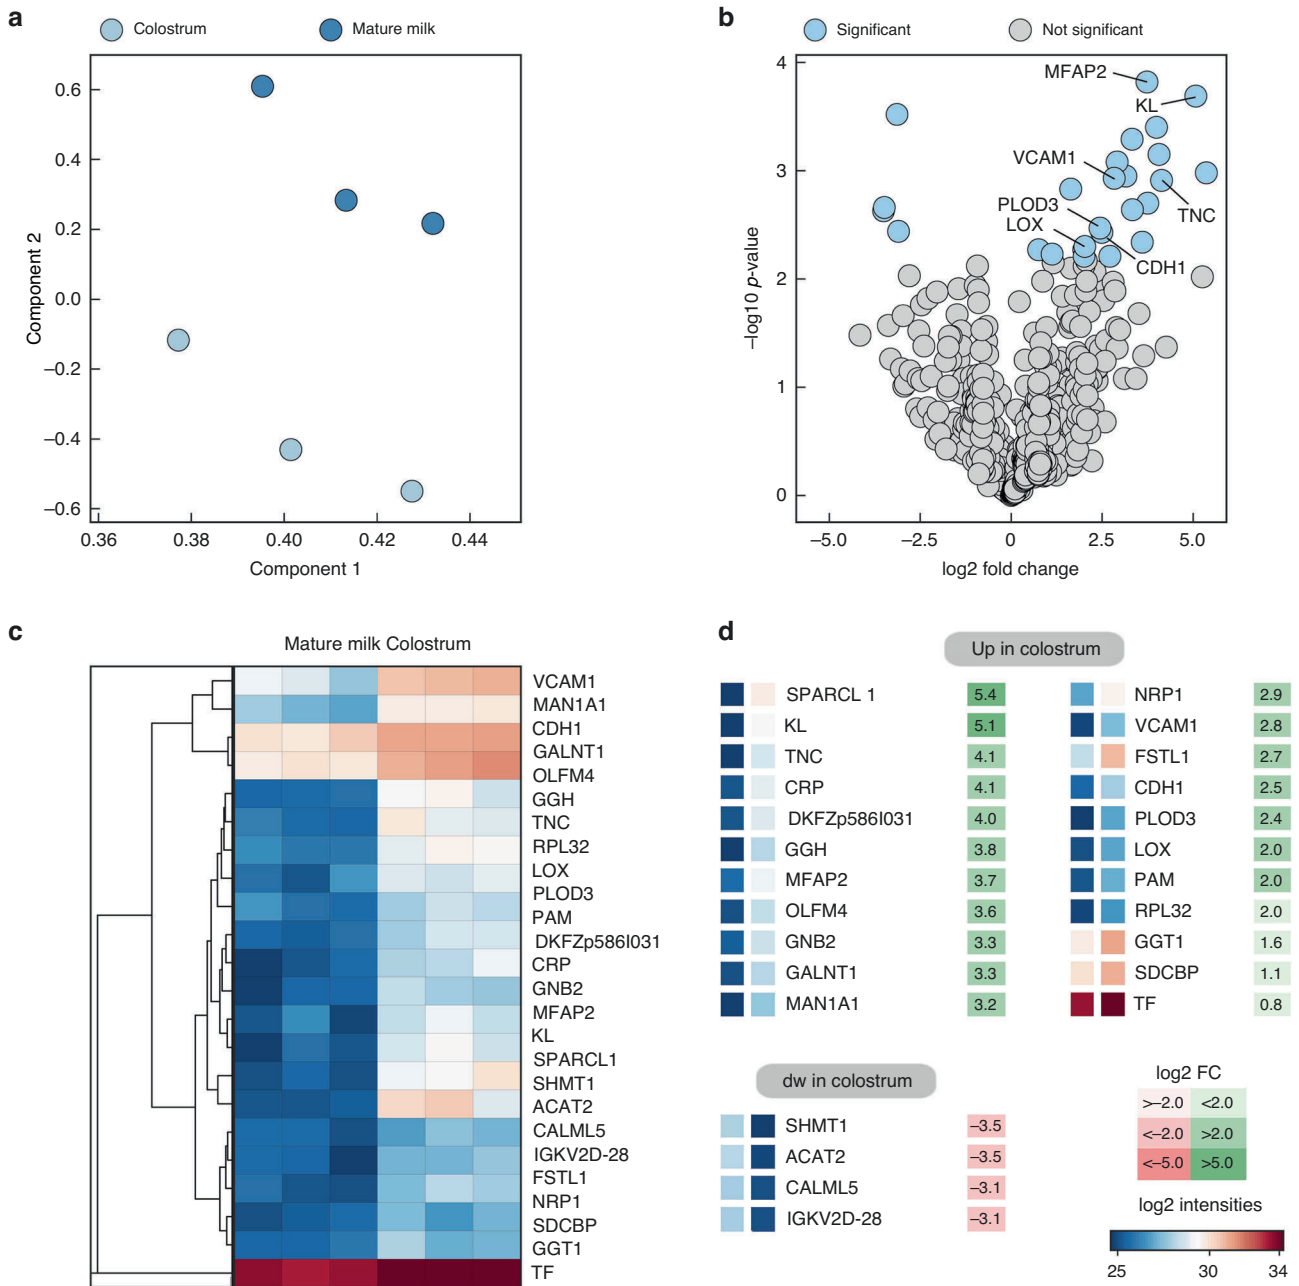 a
Colostrum
Mature milk
0.6
0.4
0.2
0.0
–0.2
–0.4
–0.6
Component 2
0.36
0.38
0.40
0.42
0.44
Component 1
b
Significant
Not significant
4
3
2
1
0
–log10 p-value
MFAP2
KL
VCAM1
PLOD3
LOX
TNC
CDH1
–5.0
–2.5
0
2.5
5.0
log2 fold change
c
Mature milk Colostrum
VCAM1
MAN1A1
CDH1
GALNT1
OLFM4
GGH
TNC
RPL32
LOX
PLOD3
PAM
DKFZp586I031
CRP
GNB2
MFAP2
KL
SPARCL1
SHMT1
ACAT2
CALML5
IGKV2D-28
FSTL1
NRP1
SDCBP
GGT1
TF
d
Up in colostrum
SPARCL 1 5.4
KL 5.1
TNC 4.1
CRP 4.1
DKFZp586I031 4.0
GGH 3.8
MFAP2 3.7
OLFM4 3.6
GNB2 3.3
GALNT1 3.3
MAN1A1 3.2
NRP1 2.9
VCAM1 2.8
FSTL1 2.7
CDH1 2.5
PLOD3 2.4
LOX 2.0
PAM 2.0
RPL32 2.0
GGT1 1.6
SDCBP 1.1
TF 0.8
dw in colostrum
SHMT1 –3.5
ACAT2 –3.5
CALML5 –3.1
IGKV2D-28 –3.1
log2 FC
>–2.0 <2.0
<–2.0 >2.0
<–5.0 >5.0
log2 intensities
25 30 34